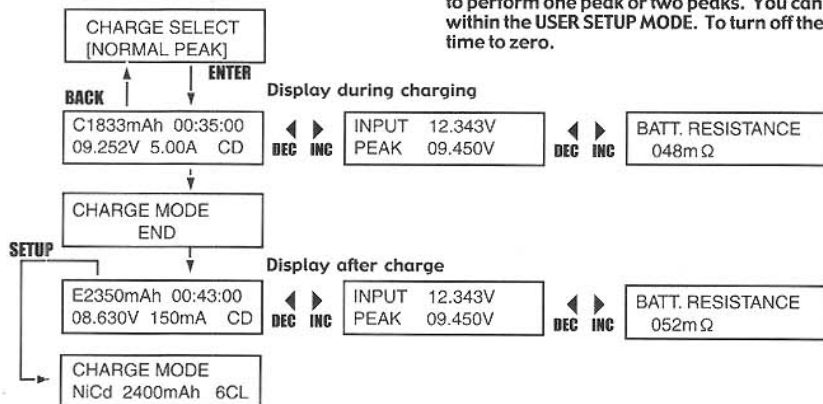 to perform one peak or two peaks. You can
within the USER SETUP MODE. To turn off the
time to zero.
CHARGE SELECT
[NORMAL PEAK]
BACK
ENTER
Display during charging
C1833mAh 00:35:00
09.252V 5.00A CD
DEC INC
INPUT 12.343V
PEAK 09.450V
DEC INC
BATT. RESISTANCE
048mΩ
CHARGE MODE
END
SETUP
Display after charge
E2350mAh 00:43:00
08.630V 150mA CD
DEC INC
INPUT 12.343V
PEAK 09.450V
DEC INC
BATT. RESISTANCE
052mΩ
CHARGE MODE
NiCd 2400mAh 6CL